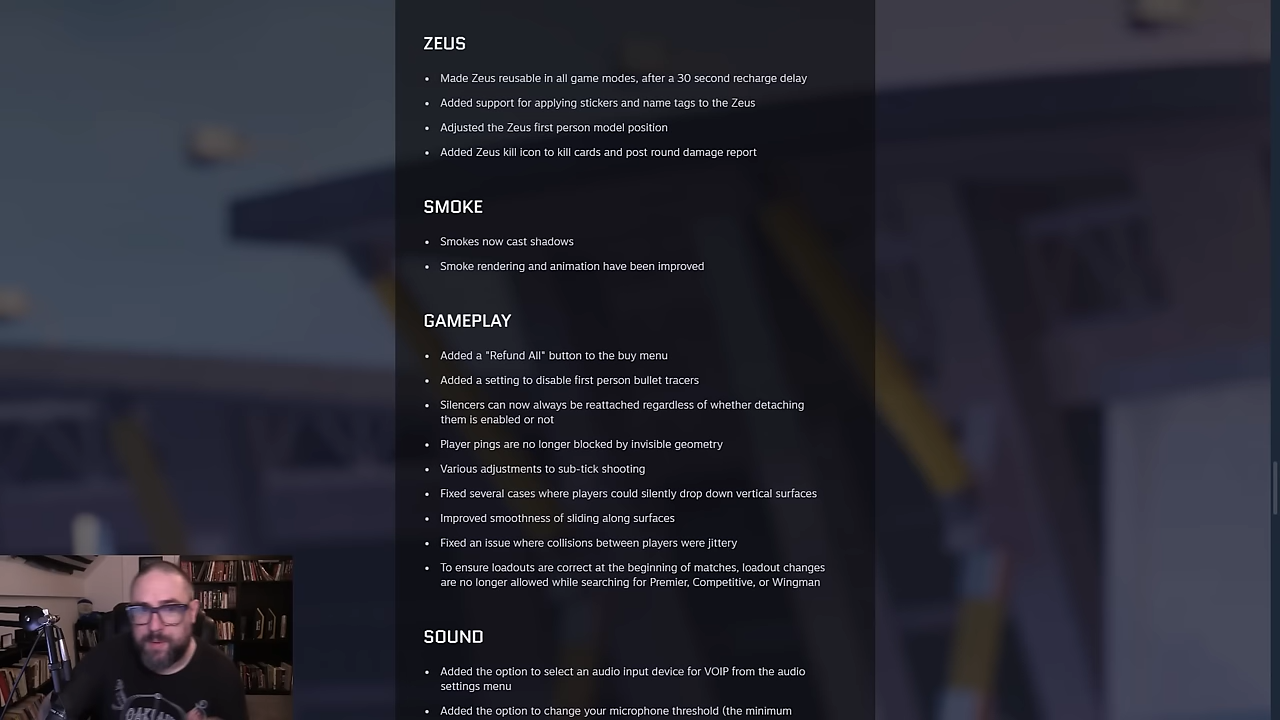 ZEUS
• Made Zeus reusable in all game modes, after a 30 second recharge delay
• Added support for applying stickers and name tags to the Zeus
• Adjusted the Zeus first person model position
• Added Zeus kill icon to kill cards and post round damage report
SMOKE
• Smokes now cast shadows
• Smoke rendering and animation have been improved
GAMEPLAY
• Added a "Refund All" button to the buy menu
• Added a setting to disable first person bullet tracers
• Silencers can now always be reattached regardless of whether detaching
them is enabled or not
• Player pings are no longer blocked by invisible geometry
• Various adjustments to sub-tick shooting
• Fixed several cases where players could silently drop down vertical surfaces
• Improved smoothness of sliding along surfaces
• Fixed an issue where collisions between players were jittery
• To ensure loadouts are correct at the beginning of matches, loadout changes
are no longer allowed while searching for Premier, Competitive, or Wingman
SOUND
• Added the option to select an audio input device for VOIP from the audio
settings menu
• Added the option to change your microphone threshold (the minimum